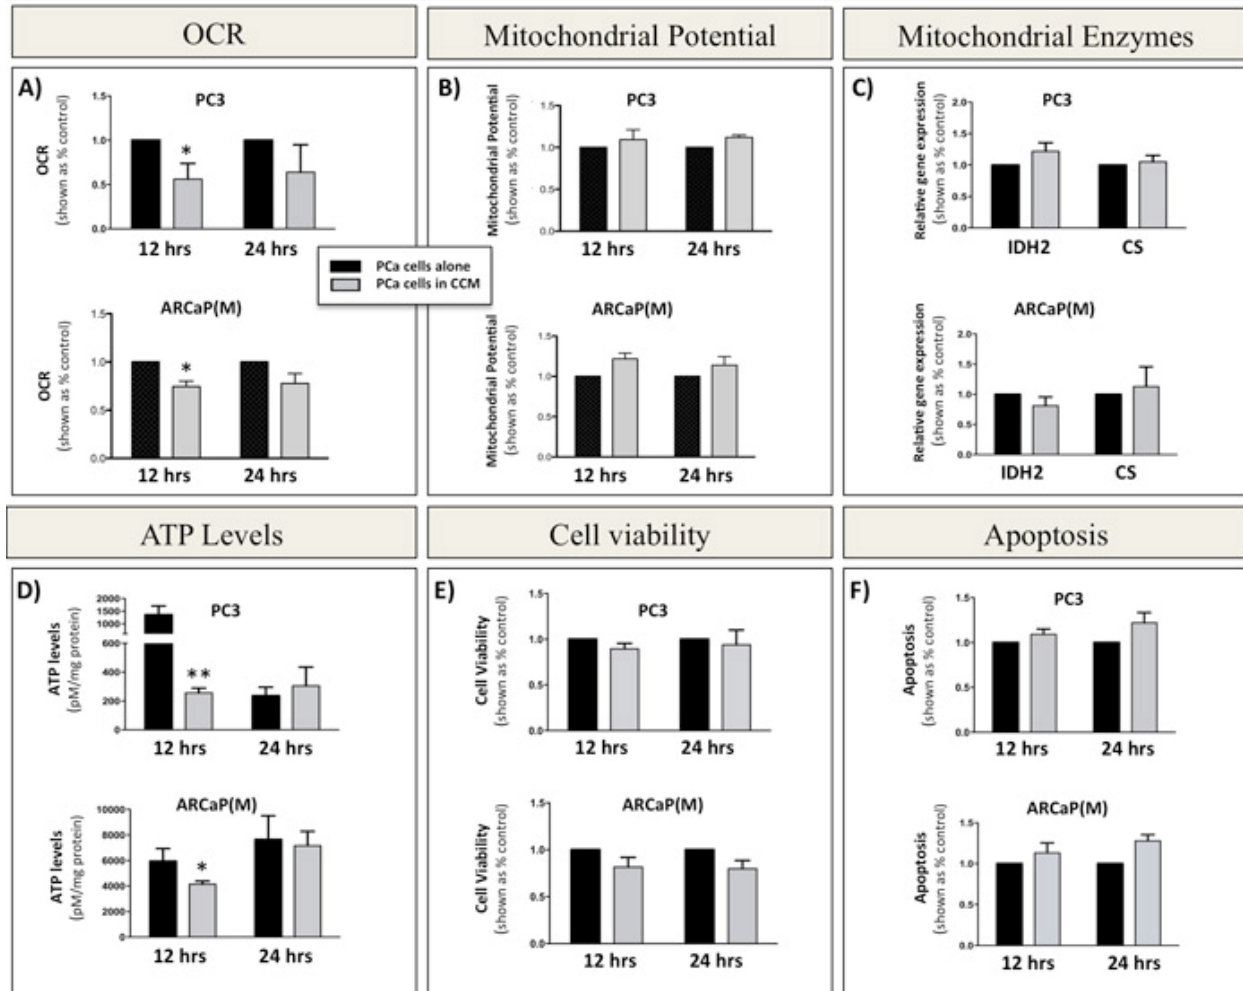 OCR
Mitochondrial Potential
Mitochondrial Enzymes
A)
PC3
OCR
(shown as % control)
1.5
1.0
0.5
0.0
*
12 hrs
24 hrs
PCa cells alone
PCa cells in CCM
ARCaP(M)
OCR
(shown as % control)
1.5
1.0
0.5
0.0
*
12 hrs
24 hrs
B)
PC3
Mitochondrial Potential
(shown as % control)
1.5
1.0
0.5
0.0
12 hrs
24 hrs
ARCaP(M)
Mitochondrial Potential
(shown as % control)
1.5
1.0
0.5
0.0
12 hrs
24 hrs
C)
PC3
Relative gene expression
(shown as % control)
2.0
1.5
1.0
0.5
0.0
IDH2
CS
ARCaP(M)
Relative gene expression
(shown as % control)
2.0
1.5
1.0
0.5
0.0
IDH2
CS
ATP Levels
Cell viability
Apoptosis
D)
PC3
ATP levels
(pM/mg protein)
2000
1500
1000
600
400
200
0
**
12 hrs
24 hrs
ARCaP(M)
ATP levels
(pM/mg protein)
10000
8000
6000
4000
2000
0
*
12 hrs
24 hrs
E)
PC3
Cell Viability
(shown as % control)
1.5
1.0
0.5
0.0
12 hrs
24 hrs
ARCaP(M)
Cell Viability
(shown as % control)
1.5
1.0
0.5
0.0
12 hrs
24 hrs
F)
PC3
Apoptosis
(shown as % control)
1.5
1.0
0.5
0.0
12 hrs
24 hrs
ARCaP(M)
Apoptosis
(shown as % control)
1.5
1.0
0.5
0.0
12 hrs
24 hrs